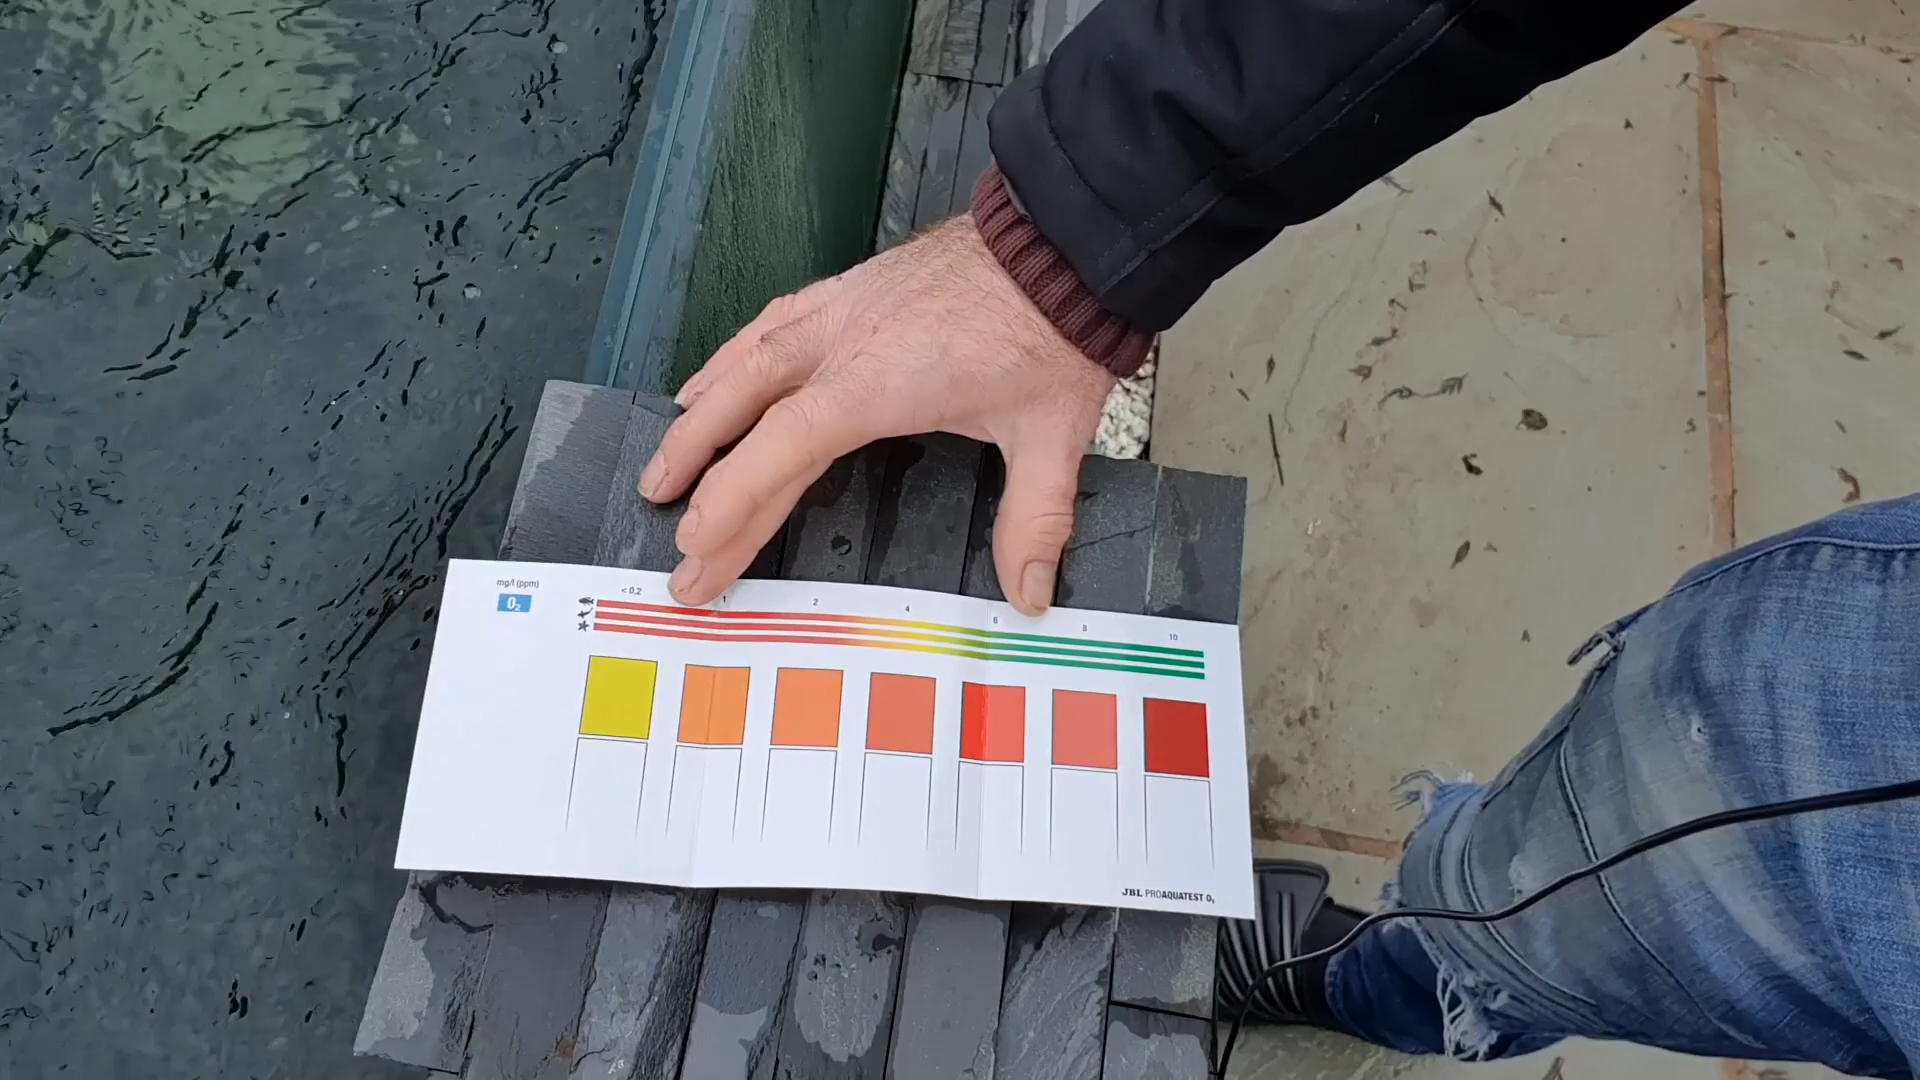 mg/l (ppm)
O₂
< 0,2 1 2 4 6 8 10
JBL PROAQUATEST O₂